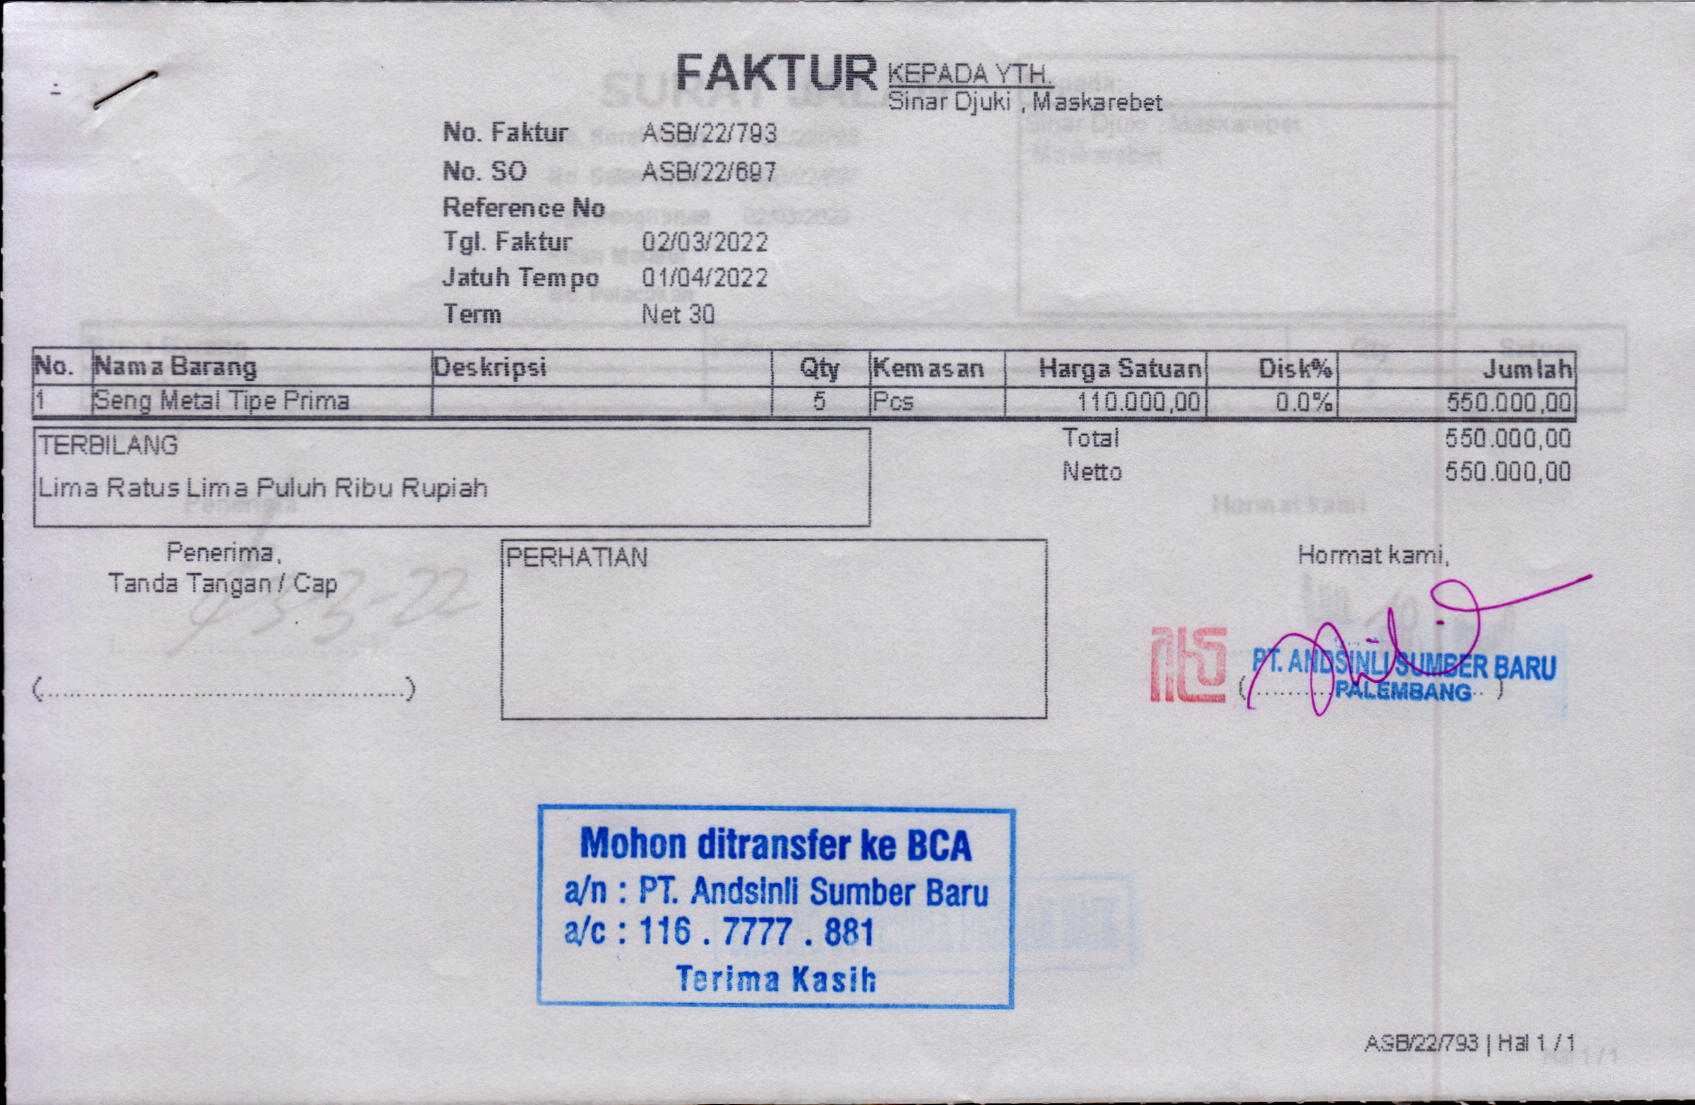 FAKTUR
KEPADA YTH.
Sinar Djuki , Maskarebet
No. Faktur ASB/22/793
No. SO ASB/22/697
Reference No
Tgl. Faktur 02/03/2022
Jatuh Tempo 01/04/2022
Term Net 30
No. Nama Barang Deskripsi Qty Kemasan Harga Satuan Disk% Jumlah
1 Seng Metal Tipe Prima 5 Pcs 110.000,00 0.0% 550.000,00
Total 550.000,00
Netto 550.000,00
TERBILANG
Lima Ratus Lima Puluh Ribu Rupiah
Penerima,
Tanda Tangan / Cap
(......................................................)
PERHATIAN
Hormat kami,
PT. ANDSINLI SUMBER BARU
PALEMBANG
Mohon ditransfer ke BCA
a/n : PT. Andsinli Sumber Baru
a/c : 116 . 7777 . 881
Terima Kasih
ASB/22/793 | Hal 1 / 1